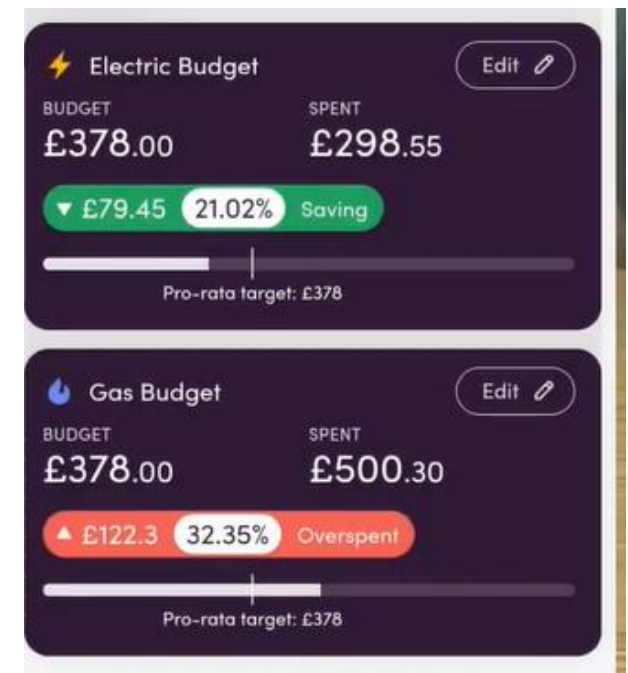 Electric Budget Edit
BUDGET SPENT
£378.00 £298.55
▼ £79.45 21.02% Saving
Pro-rata target: £378
Gas Budget Edit
BUDGET SPENT
£378.00 £500.30
▲ £122.3 32.35% Overspent
Pro-rata target: £378